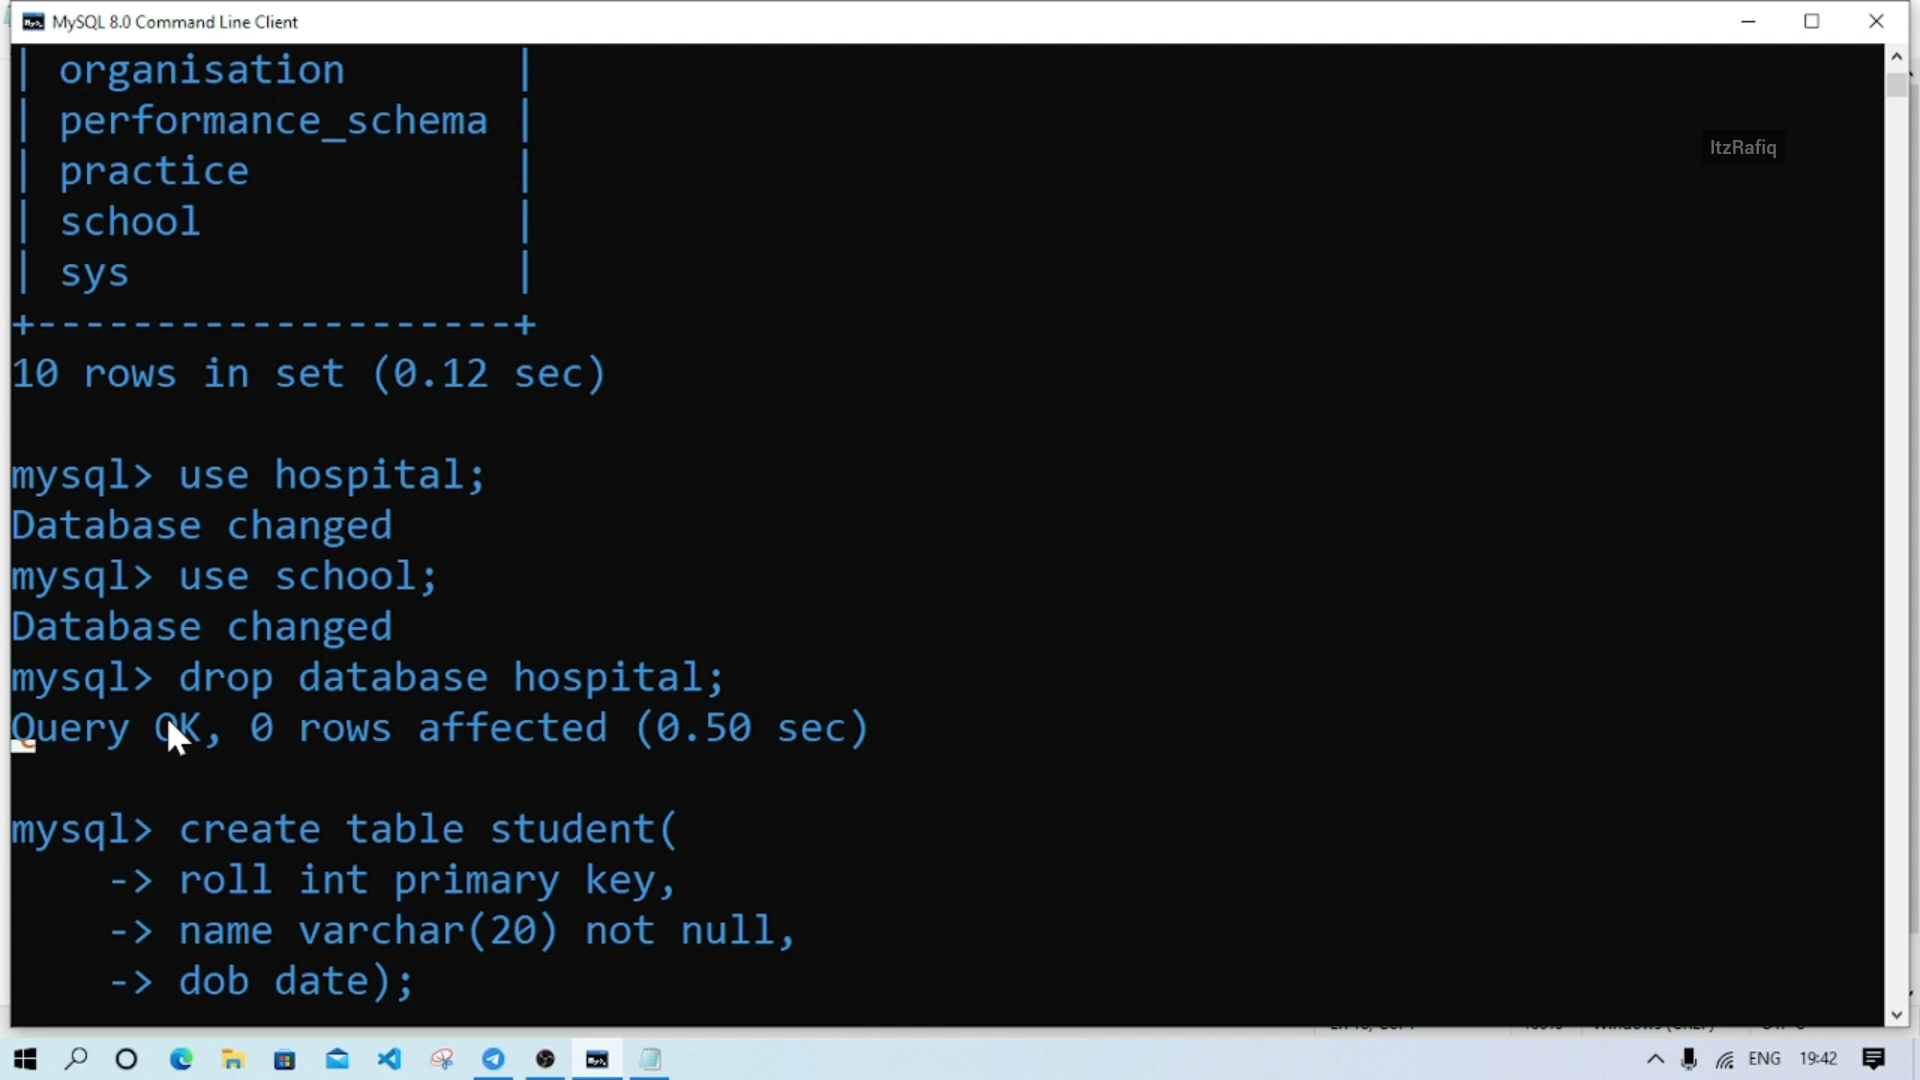 MySQL 8.0 Command Line Client
| organisation |
| performance_schema |
| practice |
| school |
| sys |
+---------------------+
10 rows in set (0.12 sec)
mysql> use hospital;
Database changed
mysql> use school;
Database changed
mysql> drop database hospital;
Query OK, 0 rows affected (0.50 sec)
mysql> create table student(
-> roll int primary key,
-> name varchar(20) not null,
-> dob date);
ItzRafiq
ENG 19:42